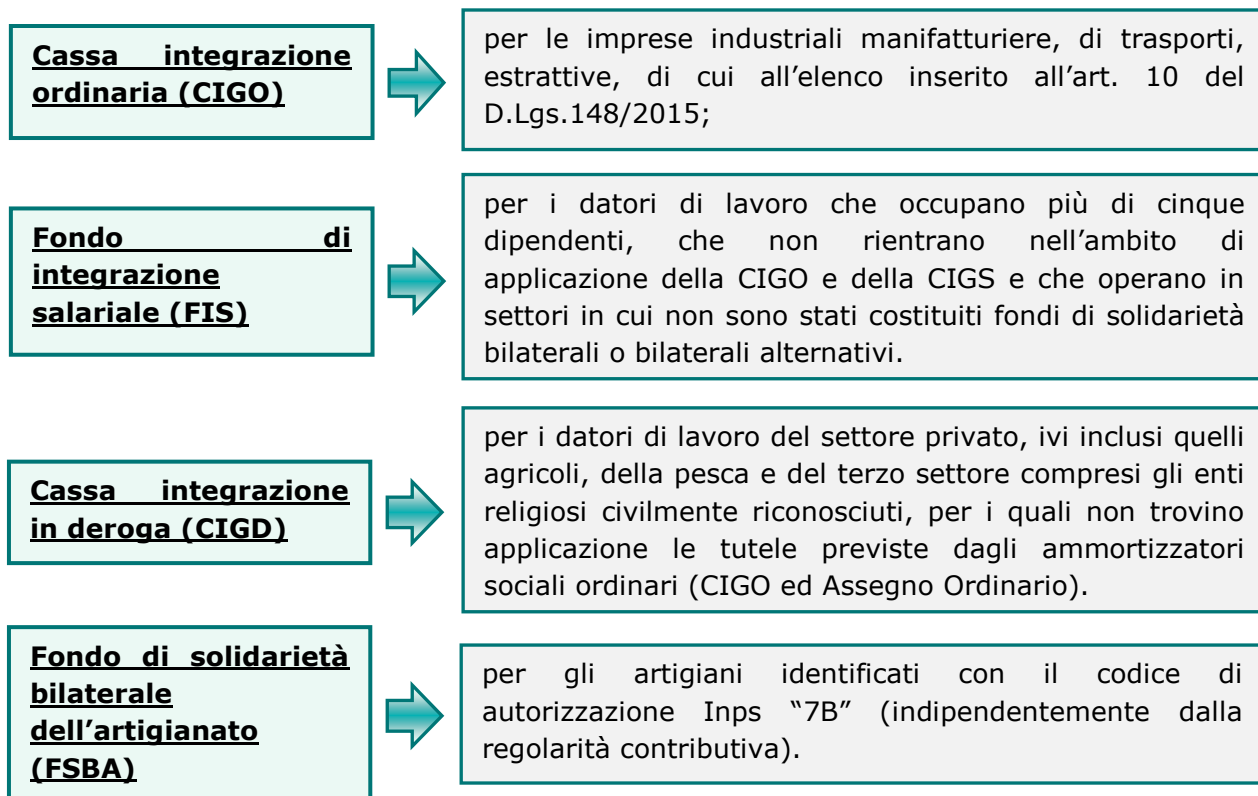 Cassa integrazione
ordinaria (CIGO)
per le imprese industriali manifatturiere, di trasporti,
estrattive, di cui all’elenco inserito all’art. 10 del
D.Lgs.148/2015;
Fondo di
integrazione
salariale (FIS)
per i datori di lavoro che occupano più di cinque
dipendenti, che non rientrano nell’ambito di
applicazione della CIGO e della CIGS e che operano in
settori in cui non sono stati costituiti fondi di solidarietà
bilaterali o bilaterali alternativi.
Cassa integrazione
in deroga (CIGD)
per i datori di lavoro del settore privato, ivi inclusi quelli
agricoli, della pesca e del terzo settore compresi gli enti
religiosi civilmente riconosciuti, per i quali non trovino
applicazione le tutele previste dagli ammortizzatori
sociali ordinari (CIGO ed Assegno Ordinario).
Fondo di solidarietà
bilaterale
dell’artigianato
(FSBA)
per gli artigiani identificati con il codice di
autorizzazione Inps “7B” (indipendentemente dalla
regolarità contributiva).